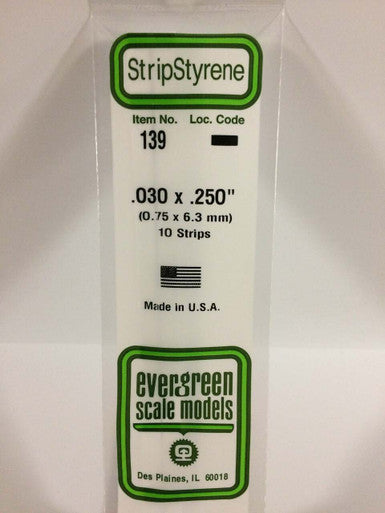 StripStyrene
Item No. Loc. Code
139
.030 x .250"
(0.75 x 6.3 mm)
10 Strips
Made in U.S.A.
evergreen
scale models
Des Plaines, IL 60018